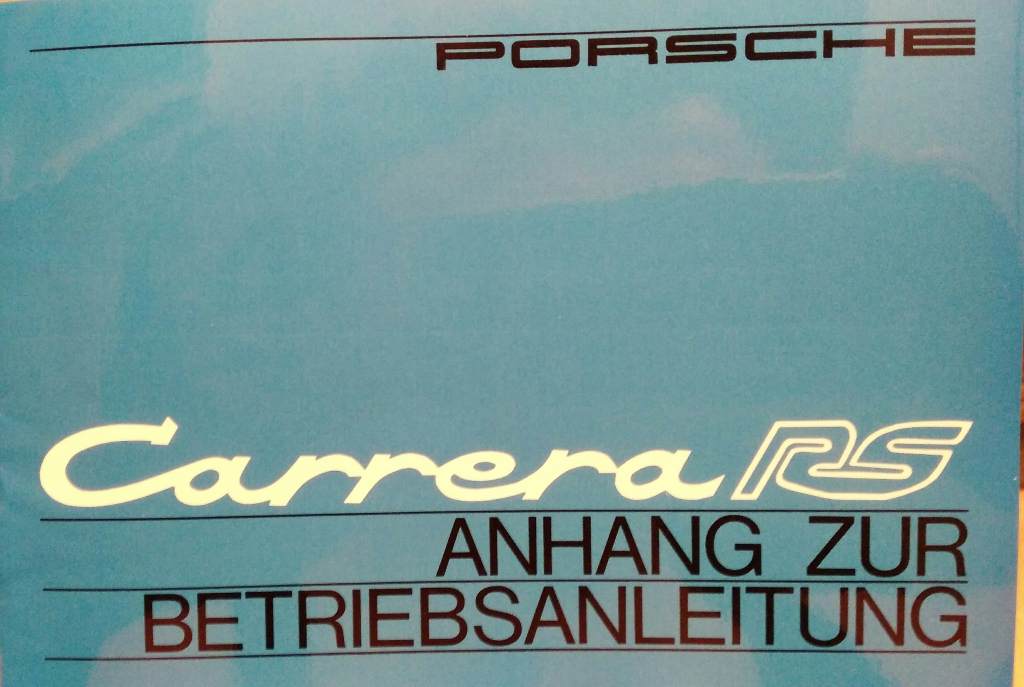 PORSCHE
Carrera RS
ANHANG ZUR
BETRIEBSANLEITUNG